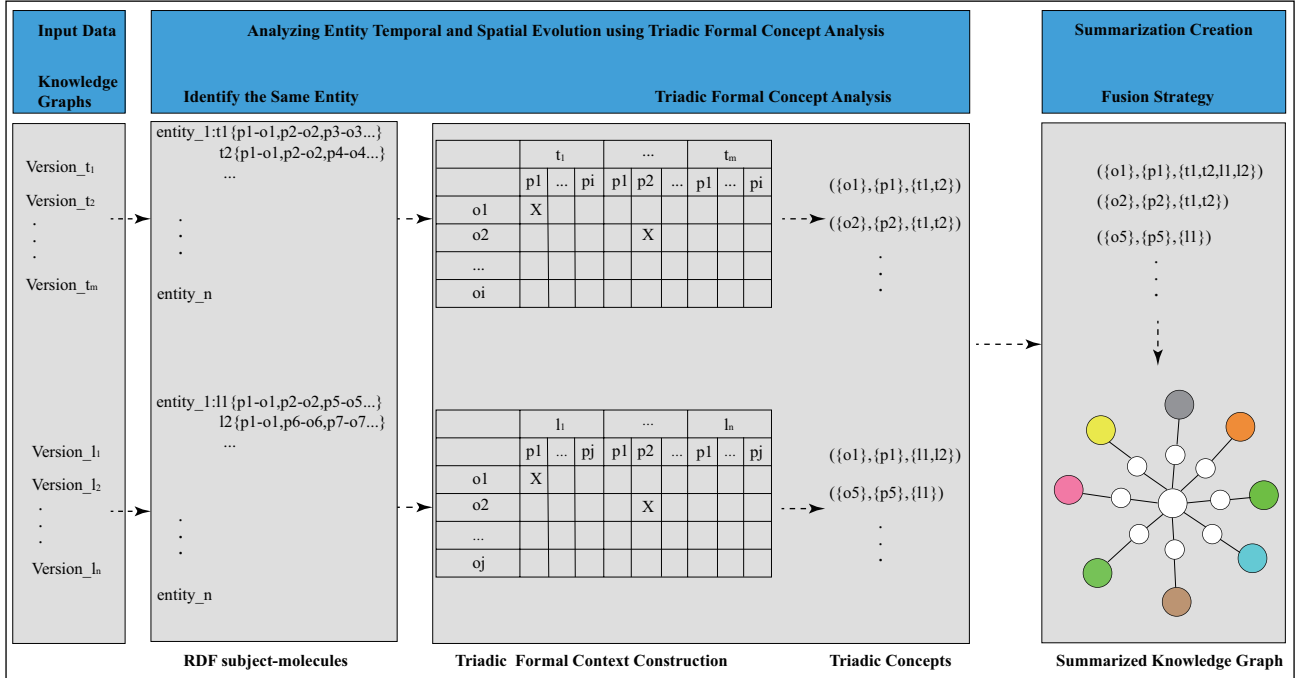 Input Data
Knowledge
Graphs
Analyzing Entity Temporal and Spatial Evolution using Triadic Formal Concept Analysis
Identify the Same Entity
Triadic Formal Concept Analysis
Summarization Creation
Fusion Strategy
Version_t1
Version_t2
.
.
.
Version_tm
Version_l1
Version_l2
.
.
.
Version_ln
entity_1:t1{p1-o1,p2-o2,p3-o3...}
t2{p1-o1,p2-o2,p4-o4...}
...
.
.
.
entity_n
entity_1:l1{p1-o1,p2-o2,p5-o5...}
l2{p1-o1,p6-o6,p7-o7...}
...
.
.
.
entity_n
t1 ... tm
p1 ... pi p1 p2 ... p1 ... pi
o1 X
o2 X
...
oi
l1 ... ln
p1 ... pj p1 p2 ... p1 ... pj
o1 X
o2 X
...
oj
({o1},{p1},{t1,t2})
({o2},{p2},{t1,t2})
.
.
.
({o1},{p1},{l1,l2})
({o5},{p5},{l1})
.
.
.
({o1},{p1},{t1,t2,l1,l2})
({o2},{p2},{t1,t2})
({o5},{p5},{l1})
.
.
.
RDF subject-molecules
Triadic Formal Context Construction
Triadic Concepts
Summarized Knowledge Graph